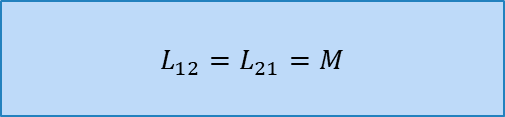 L₁₂ = L₂₁ = M